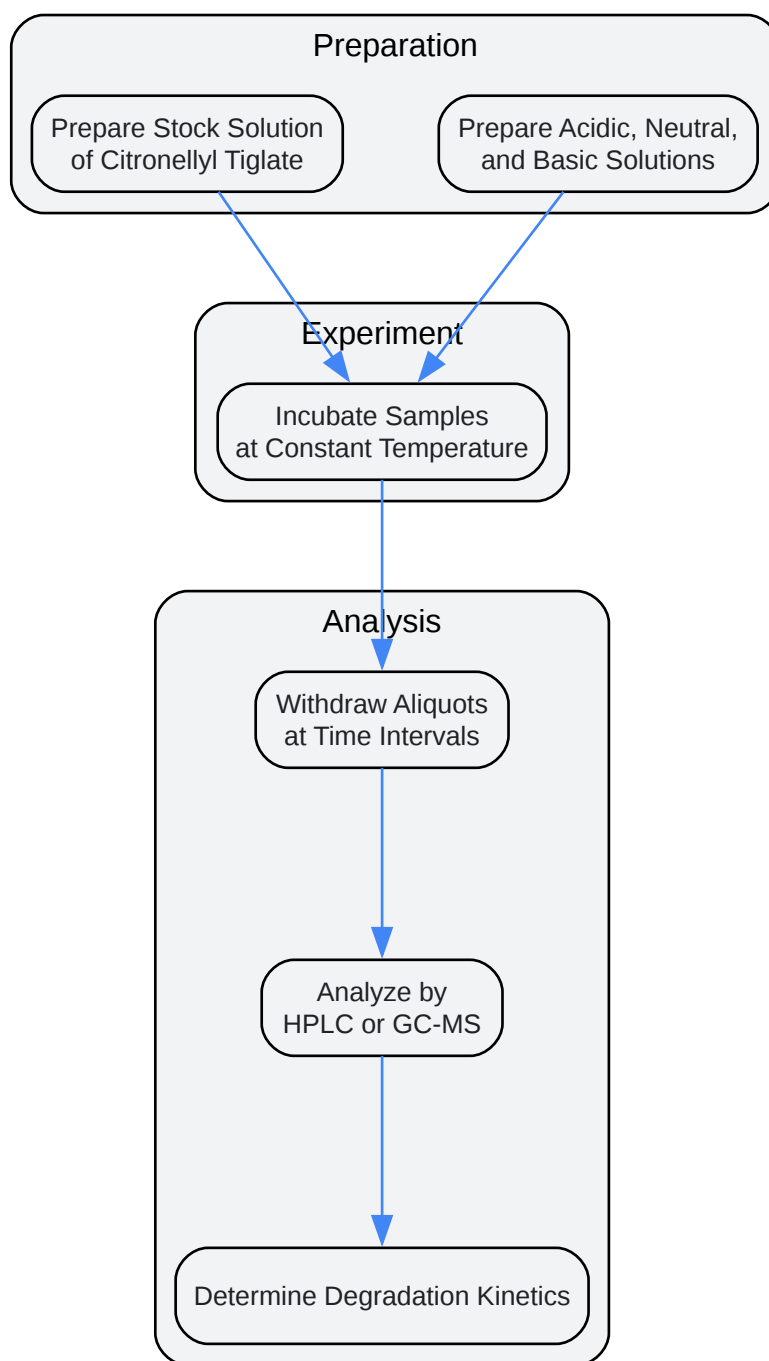 Preparation
Prepare Stock Solution
of Citronellyl Tiglate
Prepare Acidic, Neutral,
and Basic Solutions
Experiment
Incubate Samples
at Constant Temperature
Analysis
Withdraw Aliquots
at Time Intervals
Analyze by
HPLC or GC-MS
Determine Degradation Kinetics